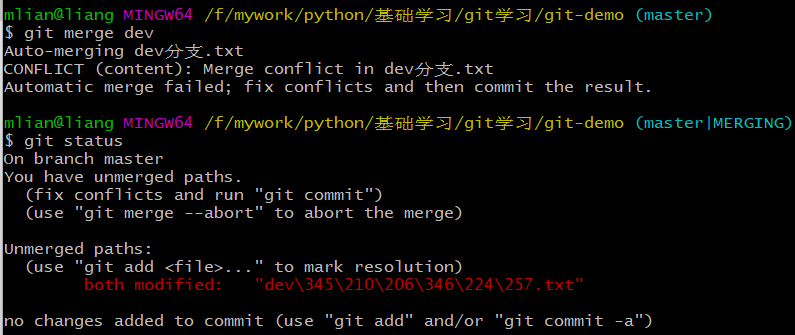 mlian@liang MINGW64 /f/mywork/python/基础学习/git学习/git-demo (master)
$ git merge dev
Auto-merging dev分支.txt
CONFLICT (content): Merge conflict in dev分支.txt
Automatic merge failed; fix conflicts and then commit the result.
mlian@liang MINGW64 /f/mywork/python/基础学习/git学习/git-demo (master|MERGING)
$ git status
On branch master
You have unmerged paths.
  (fix conflicts and run "git commit")
  (use "git merge --abort" to abort the merge)
Unmerged paths:
  (use "git add <file>..." to mark resolution)
        both modified:   "dev\345\210\206\346\224\257.txt"
no changes added to commit (use "git add" and/or "git commit -a")